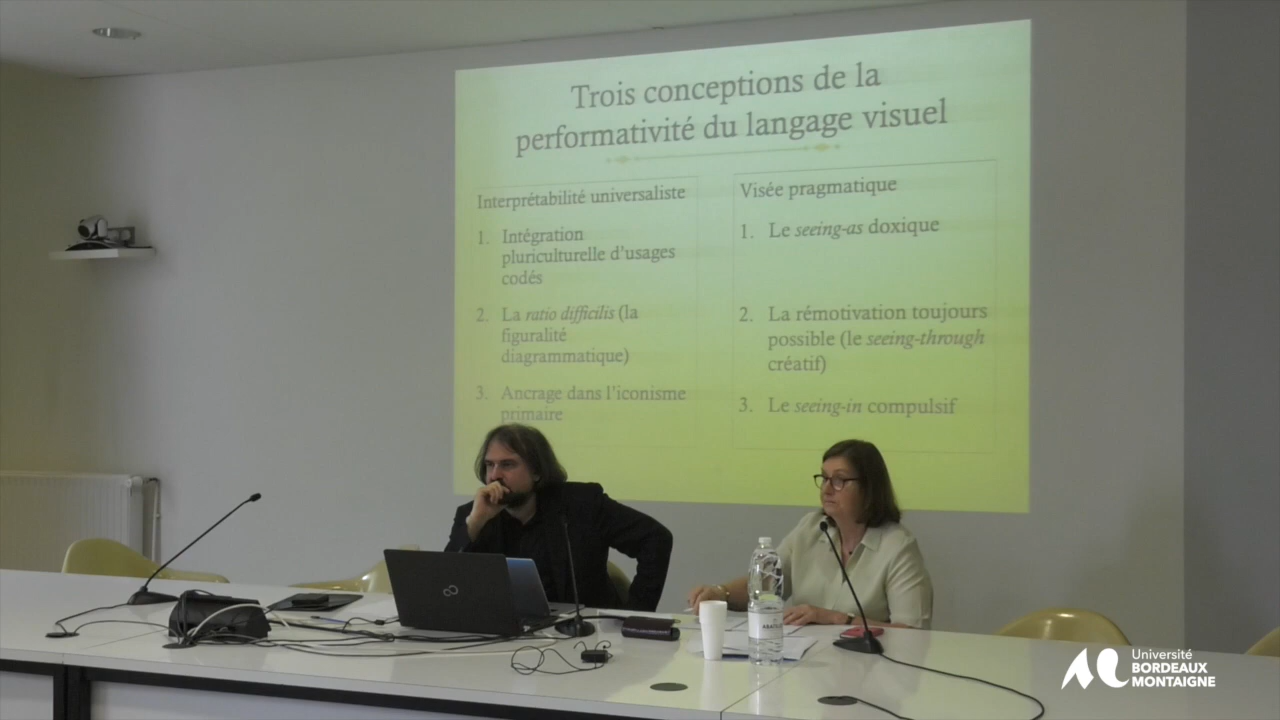 Trois conceptions de la
performativité du langage visuel
Interprétabilité universaliste
1. Intégration
pluriculturelle d'usages
codés
2. La ratio difficilis (la
figuralité
diagrammatique)
3. Ancrage dans l'iconisme
primaire
Visée pragmatique
1. Le seeing-as doxique
2. La rémotivation toujours
possible (le seeing-through
créatif)
3. Le seeing-in compulsif
Université
BORDEAUX
MONTAIGNE